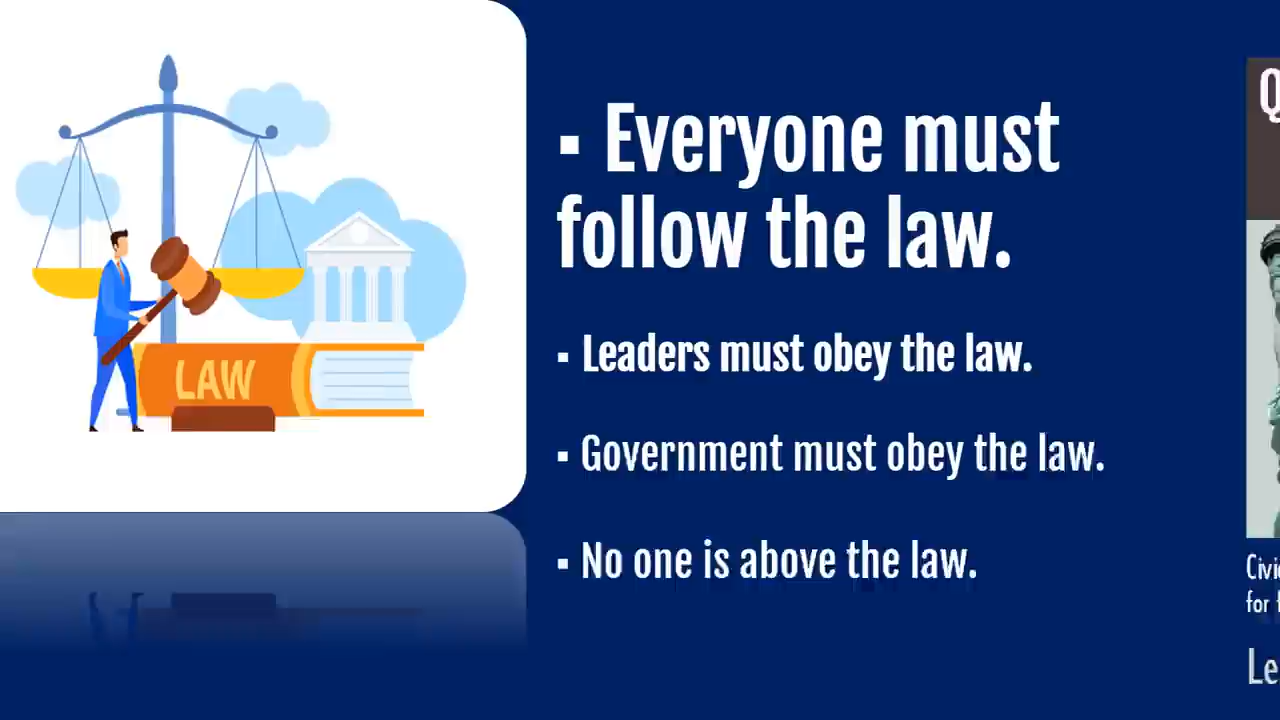 ▪ Everyone must
follow the law.
▪ Leaders must obey the law.
▪ Government must obey the law.
▪ No one is above the law.
LAW
for